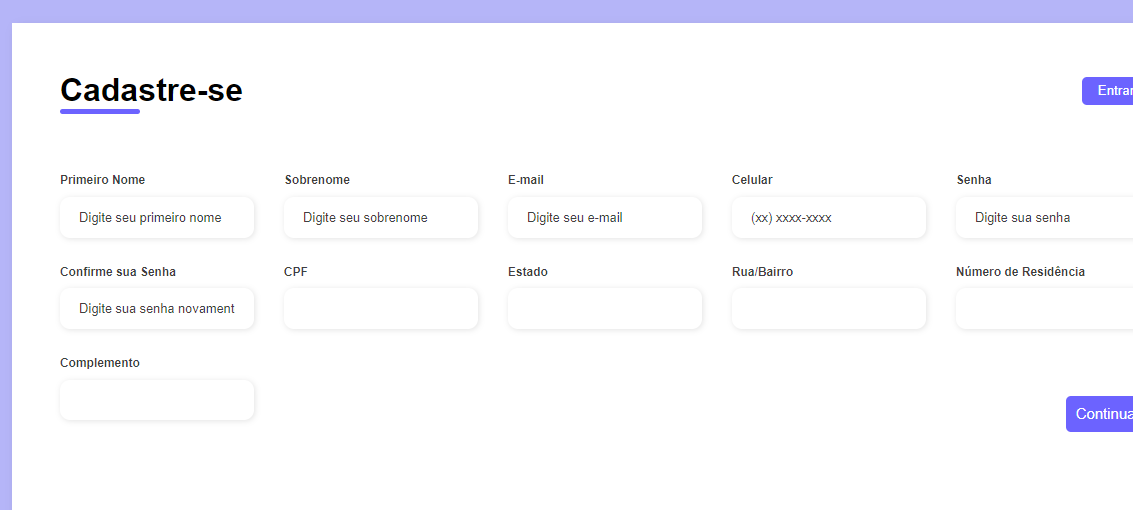 Cadastre-se
Entrar
Primeiro Nome Sobrenome E-mail Celular Senha
Digite seu primeiro nome Digite seu sobrenome Digite seu e-mail (xx) xxxx-xxxx Digite sua senha
Confirme sua Senha CPF Estado Rua/Bairro Número de Residência
Digite sua senha novament
Complemento
Continua